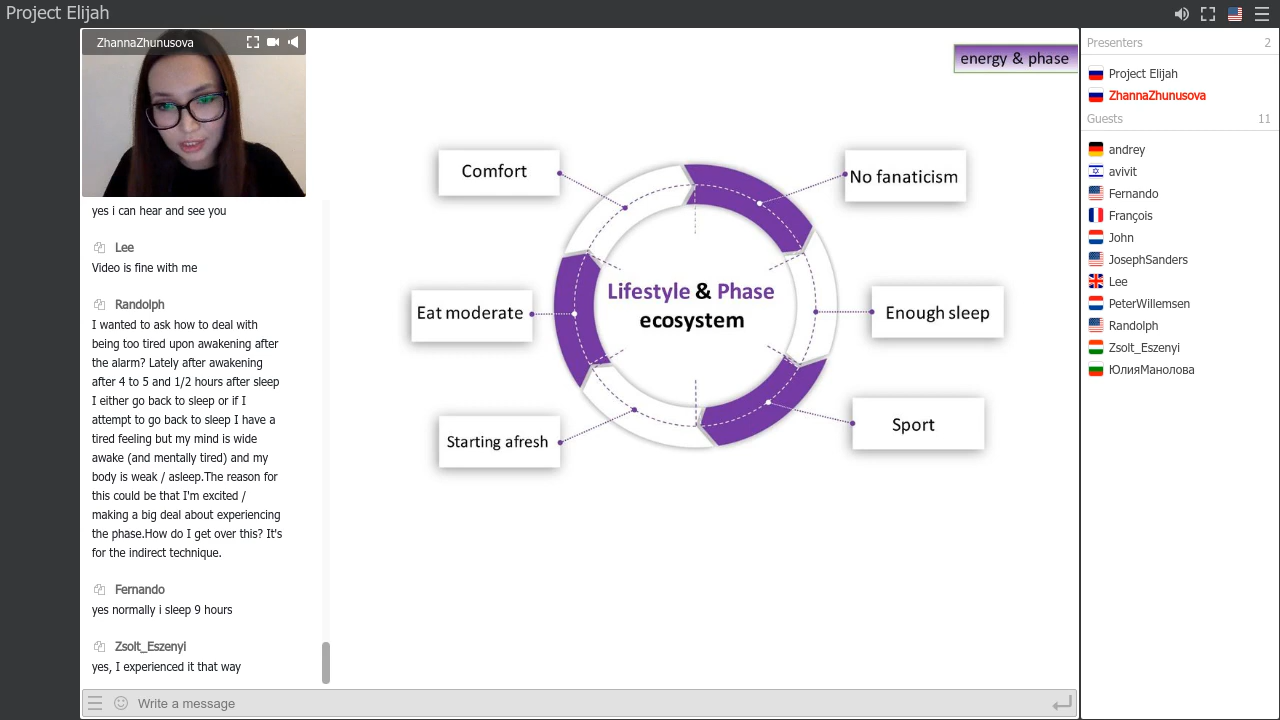 Project Elijah
ZhannaZhunusova
yes i can hear and see you
Lee
Video is fine with me
Randolph
I wanted to ask how to deal with
being too tired upon awakening after
the alarm? Lately after awakening
after 4 to 5 and 1/2 hours after sleep
I either go back to sleep or if I
attempt to go back to sleep I have a
tired feeling but my mind is wide
awake (and mentally tired) and my
body is weak / asleep.The reason for
this could be that I'm excited /
making a big deal about experiencing
the phase.How do I get over this? It's
for the indirect technique.
Fernando
yes normally i sleep 9 hours
Zsolt_Eszenyi
yes, I experienced it that way
Write a message
energy & phase
Comfort
No fanaticism
Eat moderate
Lifestyle & Phase
ecosystem
Enough sleep
Starting afresh
Sport
Presenters 2
Project Elijah
ZhannaZhunusova
Guests 11
andrey
avivit
Fernando
François
John
JosephSanders
Lee
PeterWillemsen
Randolph
Zsolt_Eszenyi
ЮлияМанолова